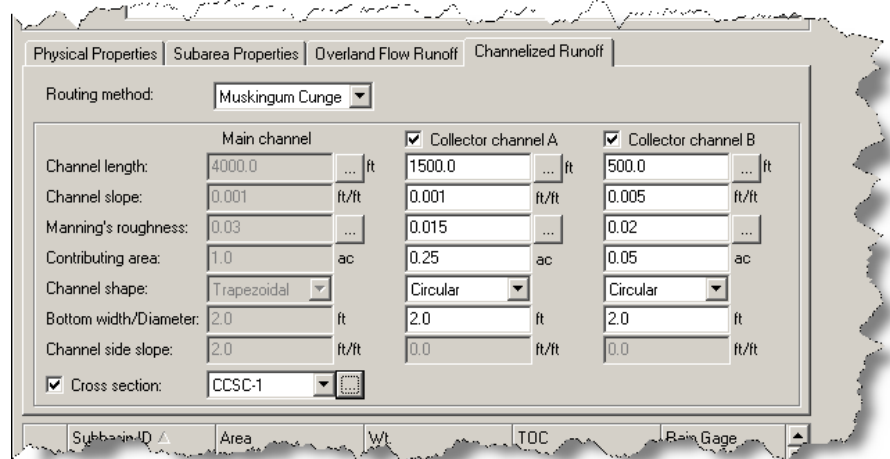 Physical Properties Subarea Properties Overland Flow Runoff Channelized Runoff
Routing method: Muskingum Cunge
Main channel Collector channel A Collector channel B
Channel length: 4000.0 ... ft 1500.0 ... ft 500.0 ... ft
Channel slope: 0.001 ft/ft 0.001 ft/ft 0.005 ft/ft
Manning's roughness: 0.03 ... 0.015 ... 0.02 ...
Contributing area: 1.0 ac 0.25 ac 0.05 ac
Channel shape: Trapezoidal Circular Circular
Bottom width/Diameter: 2.0 ft 2.0 ft 2.0 ft
Channel side slope: 2.0 ft/ft 0.0 ft/ft 0.0 ft/ft
Cross section: CCSC-1 ...
Subbasin ID Area Wt. TOC Rain Gage